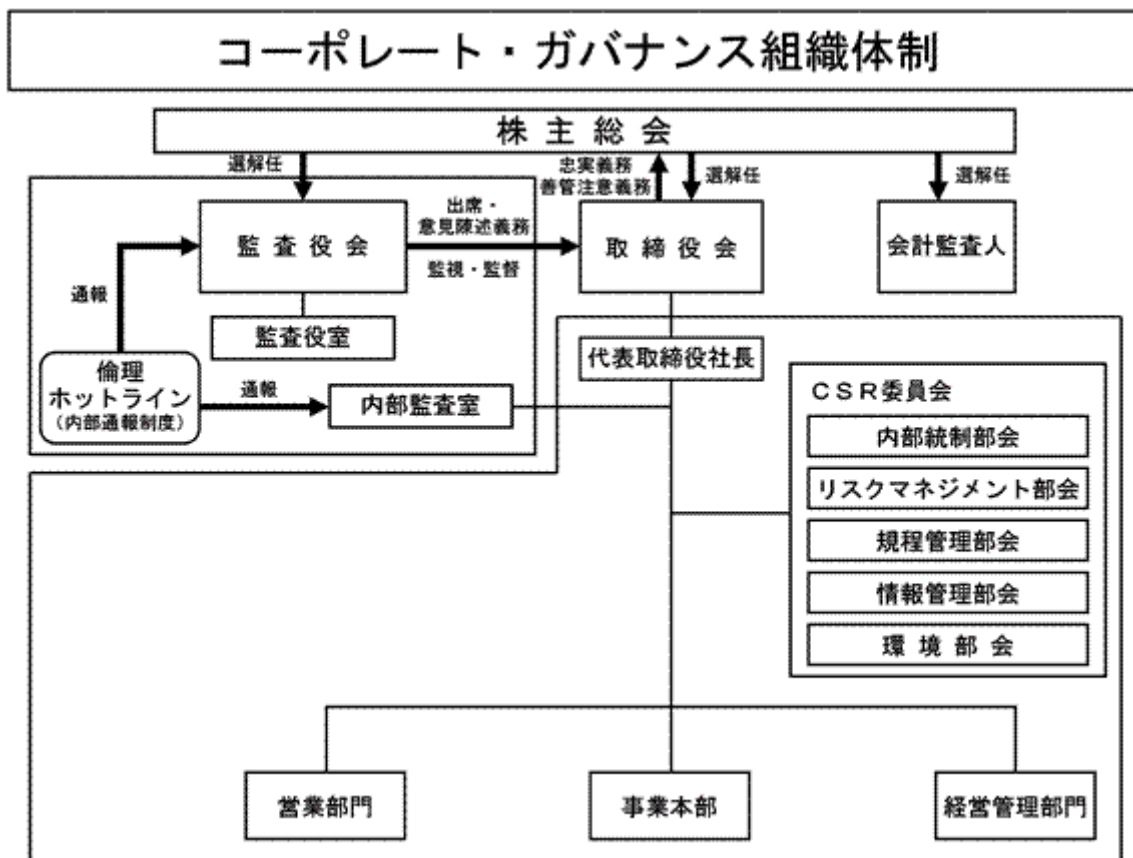 コーポレート・ガバナンス組織体制
株主総会
選解任
忠実義務
善管注意義務
選解任
選解任
監査役会
出席・
意見陳述義務
監視・監督
取締役会
会計監査人
通報
監査役室
代表取締役社長
倫理
ホットライン
（内部通報制度）
通報
内部監査室
CSR委員会
内部統制部会
リスクマネジメント部会
規程管理部会
情報管理部会
環境部会
営業部門
事業本部
経営管理部門